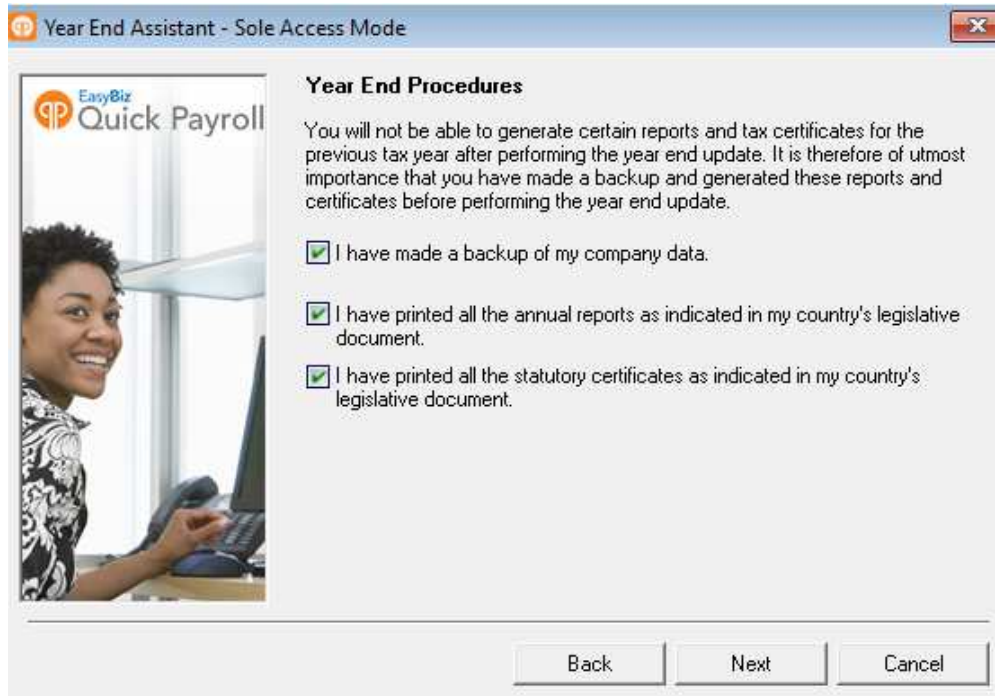 Year End Assistant - Sole Access Mode
EasyBiz
Quick Payroll
Year End Procedures
You will not be able to generate certain reports and tax certificates for the
previous tax year after performing the year end update. It is therefore of utmost
importance that you have made a backup and generated these reports and
certificates before performing the year end update.
I have made a backup of my company data.
I have printed all the annual reports as indicated in my country's legislative
document.
I have printed all the statutory certificates as indicated in my country's
legislative document.
Back
Next
Cancel